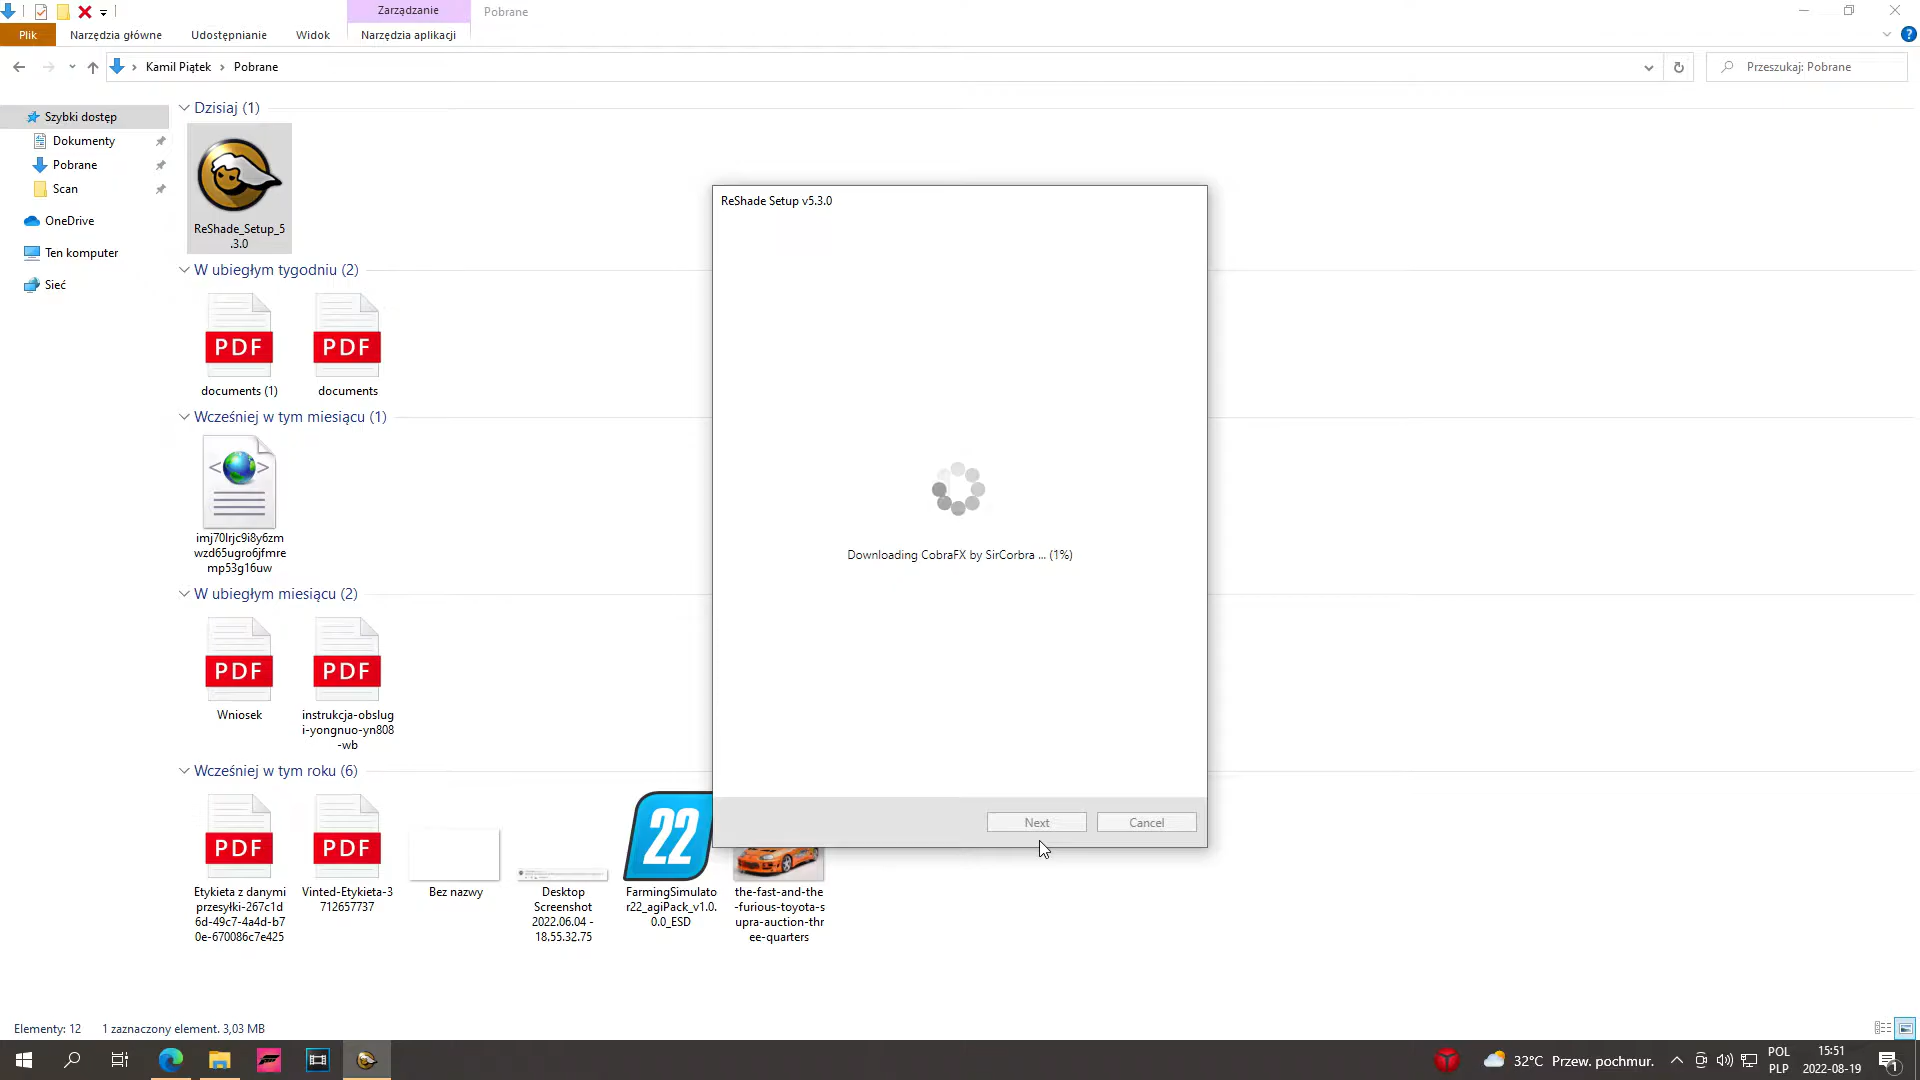 Zarządzanie
Pobrane
Plik
Narzędzia główne
Udostępnianie
Widok
Narzędzia aplikacji
Kamil Piątek
Pobrane
Przeszukaj: Pobrane
Szybki dostęp
Dokumenty
Pobrane
Scan
OneDrive
Ten komputer
Sieć
Dzisiaj (1)
ReShade_Setup_5
.3.0
W ubiegłym tygodniu (2)
PDF
PDF
documents (1)
documents
Wcześniej w tym miesiącu (1)
imj70lrjc9i8y6zm
wzd65ugro6jfmre
mp53g16uw
W ubiegłym miesiącu (2)
PDF
PDF
Wniosek
instrukcja-obslug
i-yongnuo-yn808
-wb
Wcześniej w tym roku (6)
PDF
PDF
22
Etykieta z danymi
przesyłki-267c1d
6d-49c7-4a4d-b7
0e-670086c7e425
Vinted-Etykieta-3
712657737
Bez nazwy
Desktop
Screenshot
2022.06.04 -
18.55.32.75
FarmingSimulato
r22_agiPack_v1.0.
0.0_ESD
the-fast-and-the
-furious-toyota-s
upra-auction-thr
ee-quarters
ReShade Setup v5.3.0
Downloading CobraFX by SirCorbra ... (1%)
Next
Cancel
Elementy: 12
1 zaznaczony element. 3,03 MB
32°C Przew. pochmur.
POL
PLP
15:51
2022-08-19
1